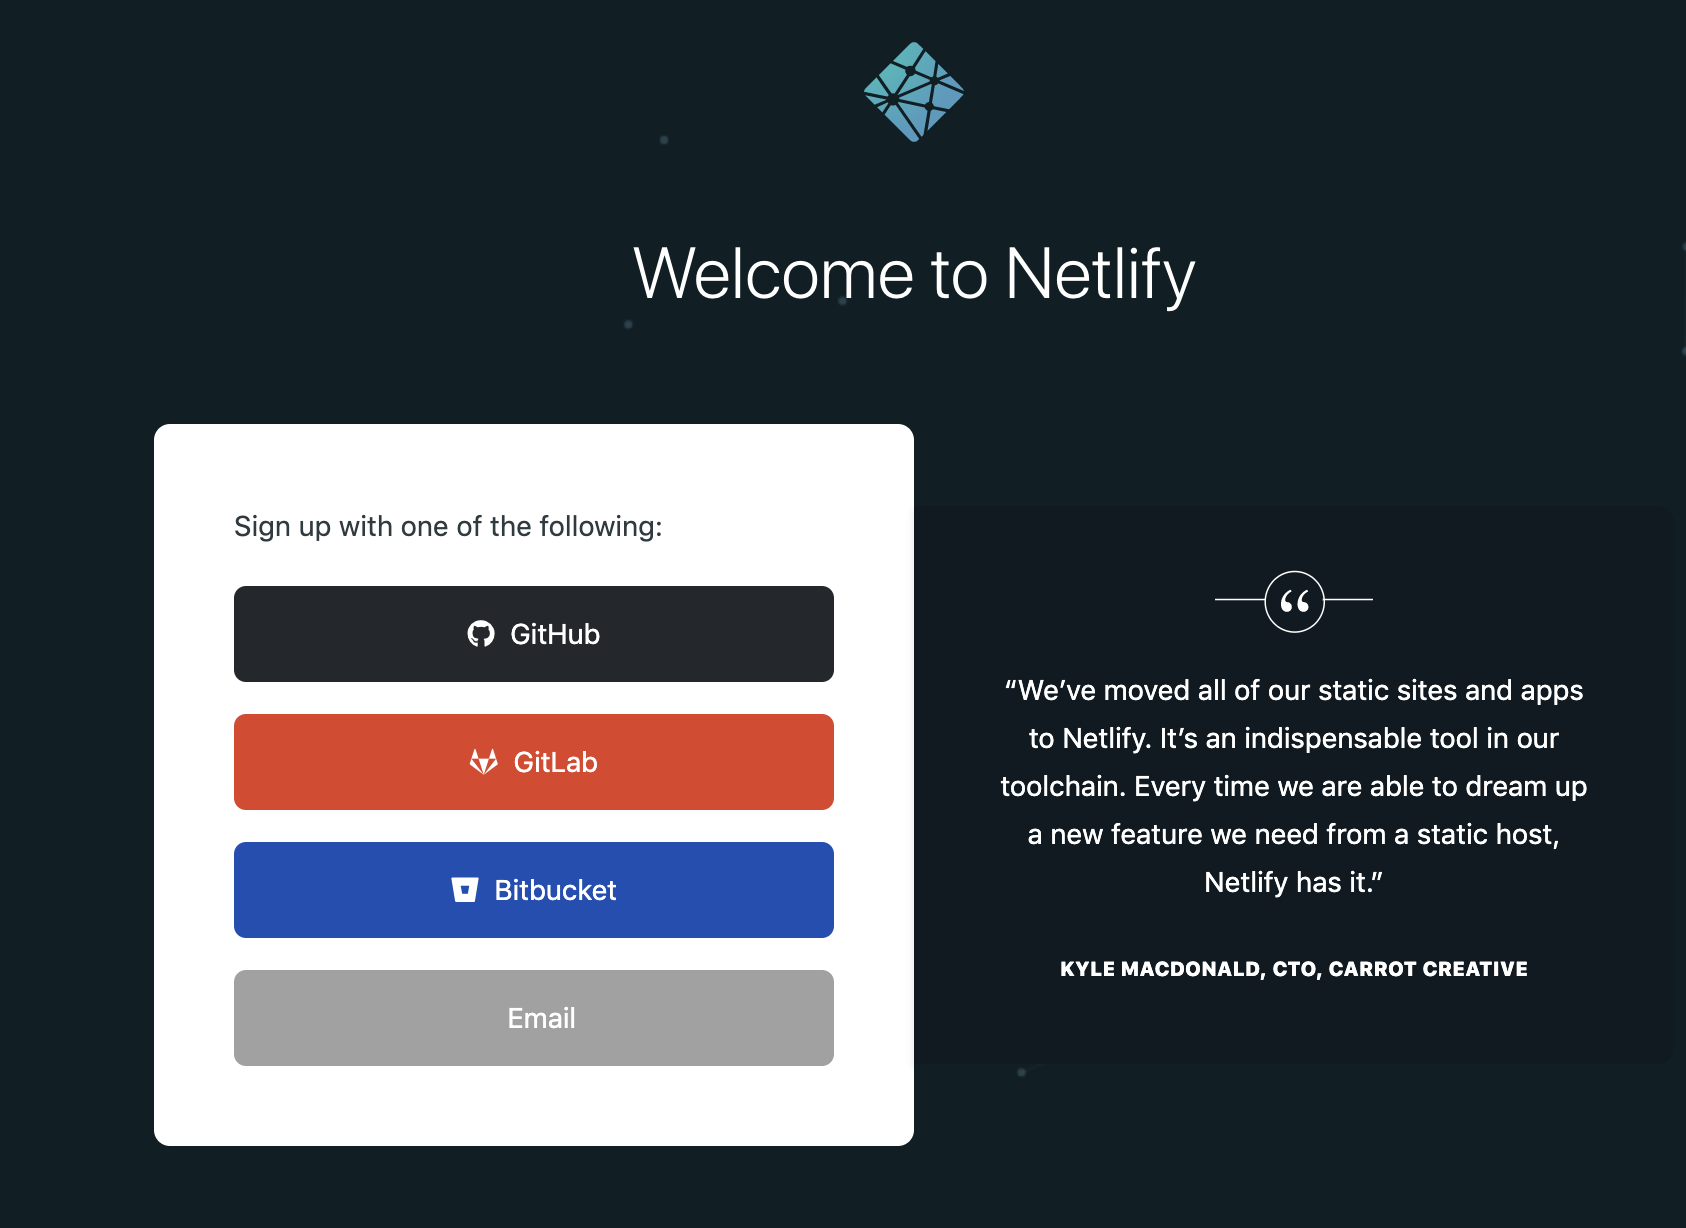 Welcome to Netlify
Sign up with one of the following:
GitHub
GitLab
Bitbucket
Email
“We’ve moved all of our static sites and apps
to Netlify. It’s an indispensable tool in our
toolchain. Every time we are able to dream up
a new feature we need from a static host,
Netlify has it.”
KYLE MACDONALD, CTO, CARROT CREATIVE